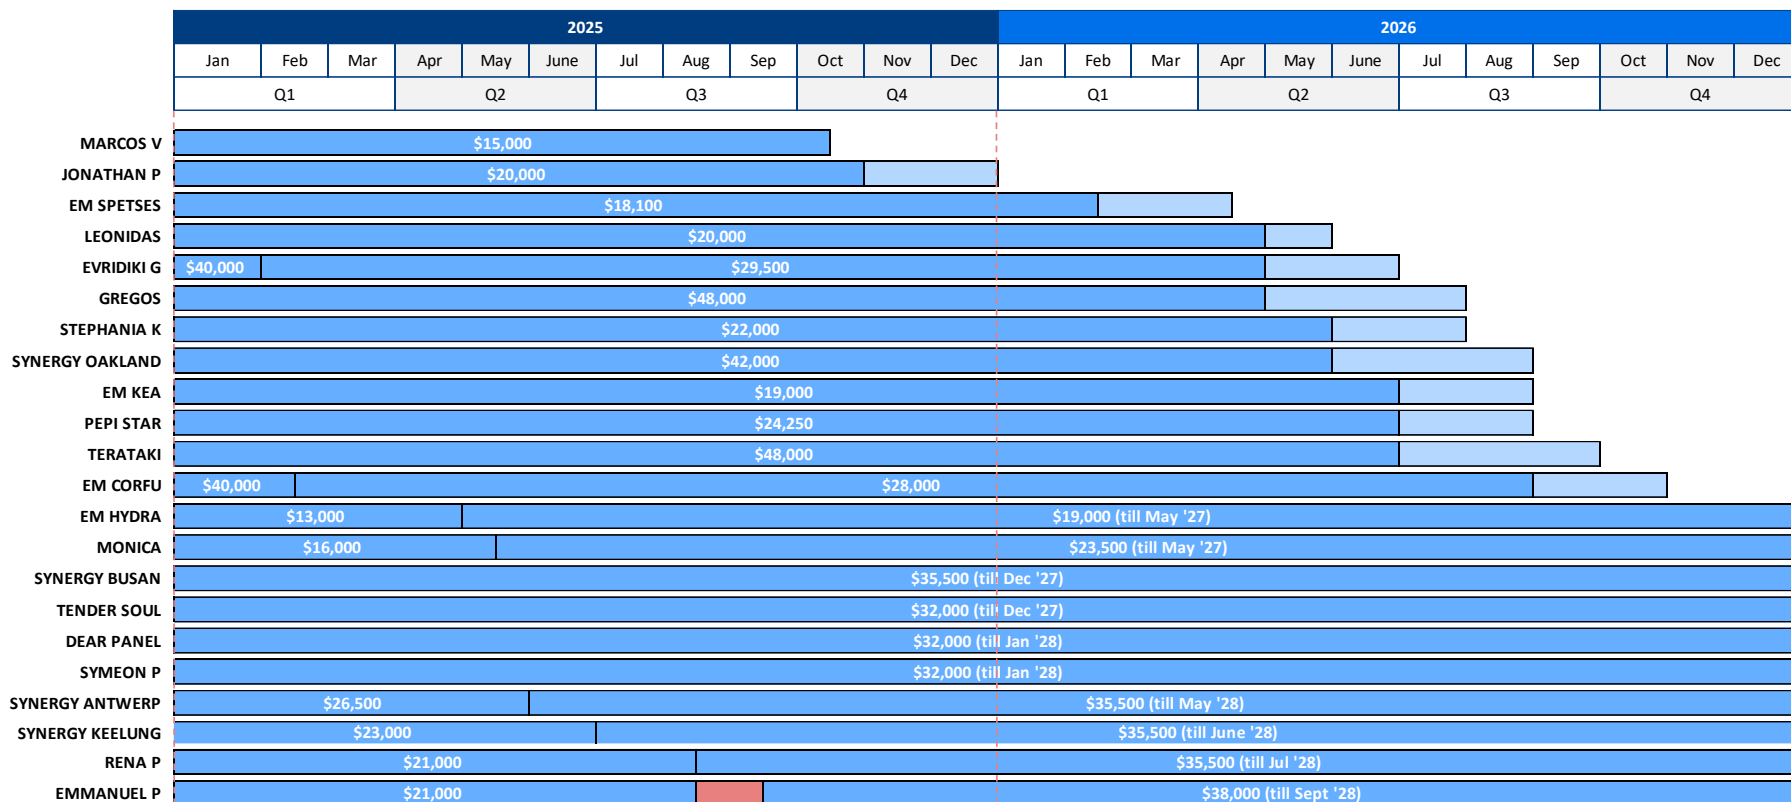 2025 2026
Jan Feb Mar Apr May June Jul Aug Sep Oct Nov Dec Jan Feb Mar Apr May June Jul Aug Sep Oct Nov Dec
Q1 Q2 Q3 Q4 Q1 Q2 Q3 Q4
MARCOS V $15,000
JONATHAN P $20,000
EM SPETSES $18,100
LEONIDAS $20,000
EVRIDIKI G $40,000 $29,500
GREGOS $48,000
STEPHANIA K $22,000
SYNERGY OAKLAND $42,000
EM KEA $19,000
PEPI STAR $24,250
TERATAKI $48,000
EM CORFU $40,000 $28,000
EM HYDRA $13,000 $19,000 (till May '27)
MONICA $16,000 $23,500 (till May '27)
SYNERGY BUSAN $35,500 (till Dec '27)
TENDER SOUL $32,000 (till Dec '27)
DEAR PANEL $32,000 (till Jan '28)
SYMEON P $32,000 (till Jan '28)
SYNERGY ANTWERP $26,500 $35,500 (till May '28)
SYNERGY KEELUNG $23,000 $35,500 (till June '28)
RENA P $21,000 $35,500 (till Jul '28)
EMMANUEL P $21,000 $38,000 (till Sept '28)